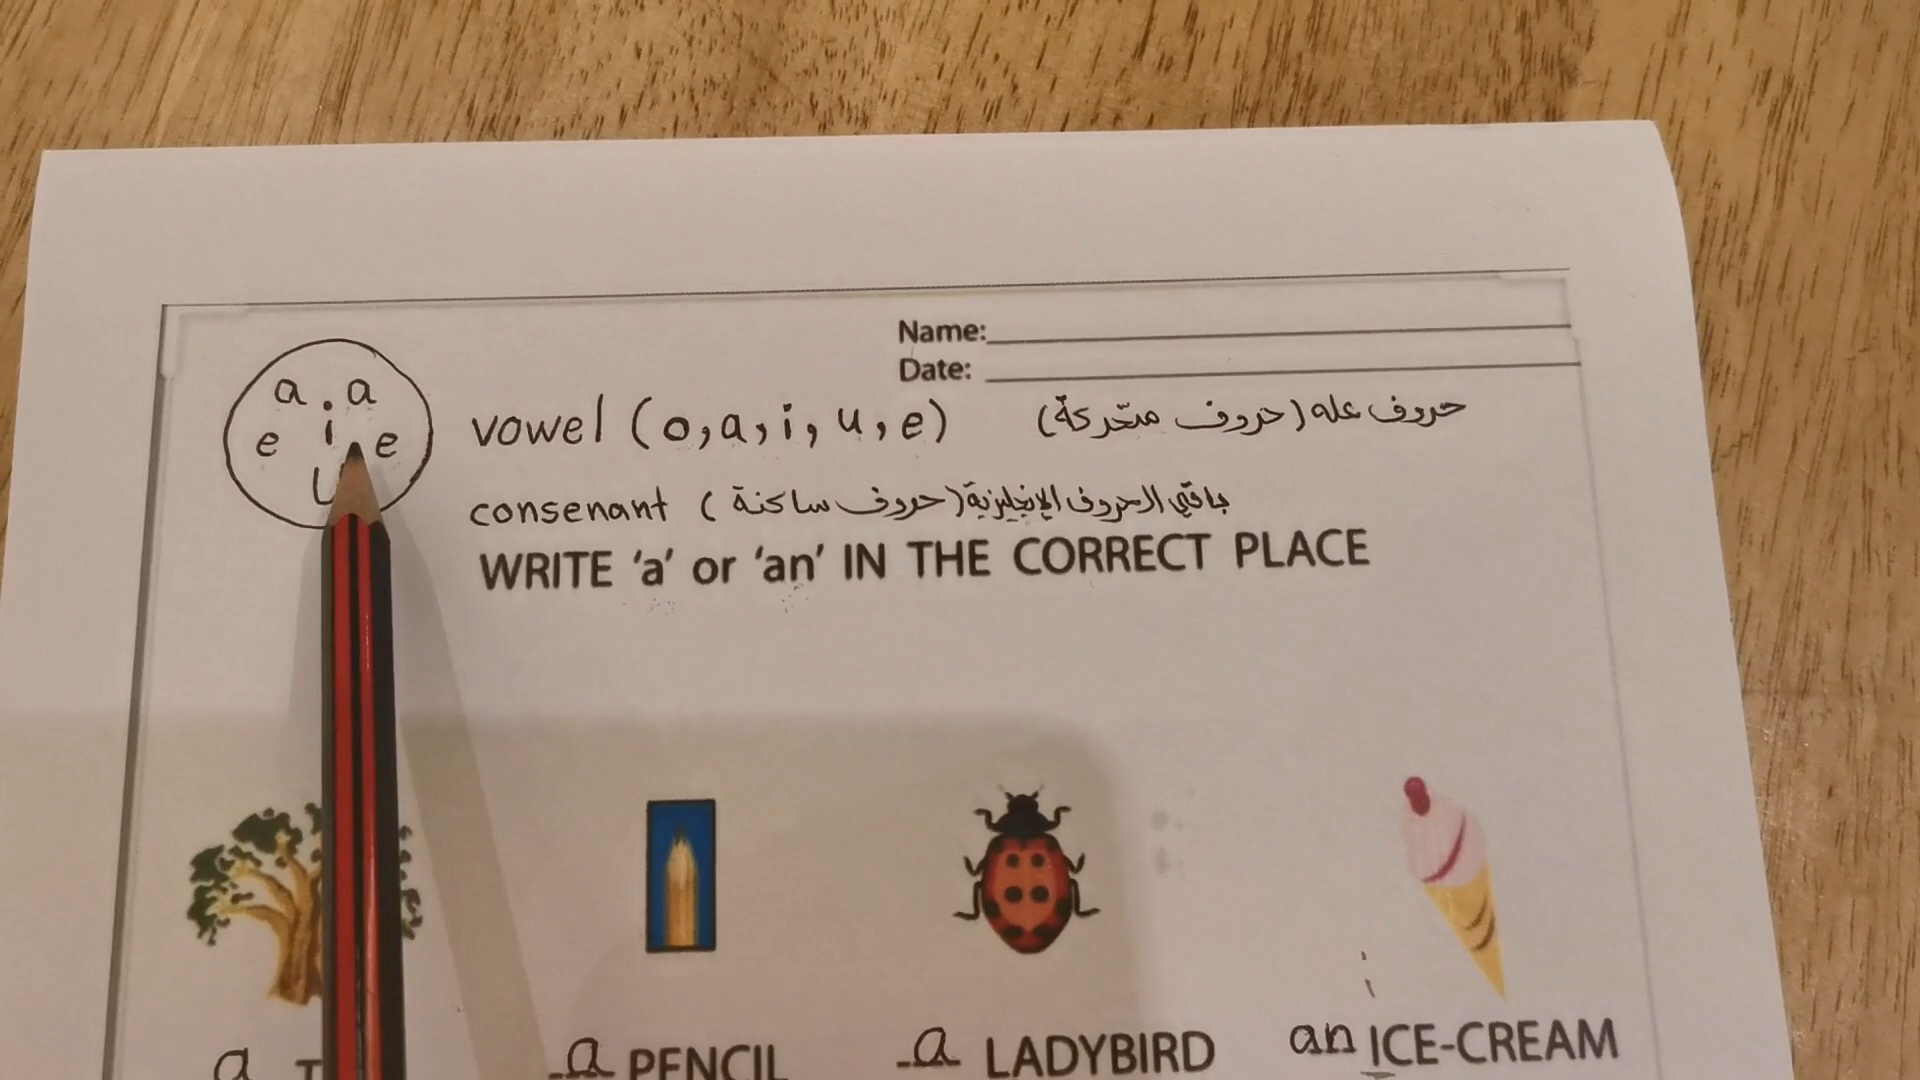 Name:
Date:
a a
e i e
vowel (o,a,i,u,e) حروف عله (حروف متحركة)
consenant (حروف ساكنة) باقي الحروف الإنجليزية
WRITE 'a' or 'an' IN THE CORRECT PLACE
i
a
a PENCIL
a LADYBIRD
an ICE-CREAM